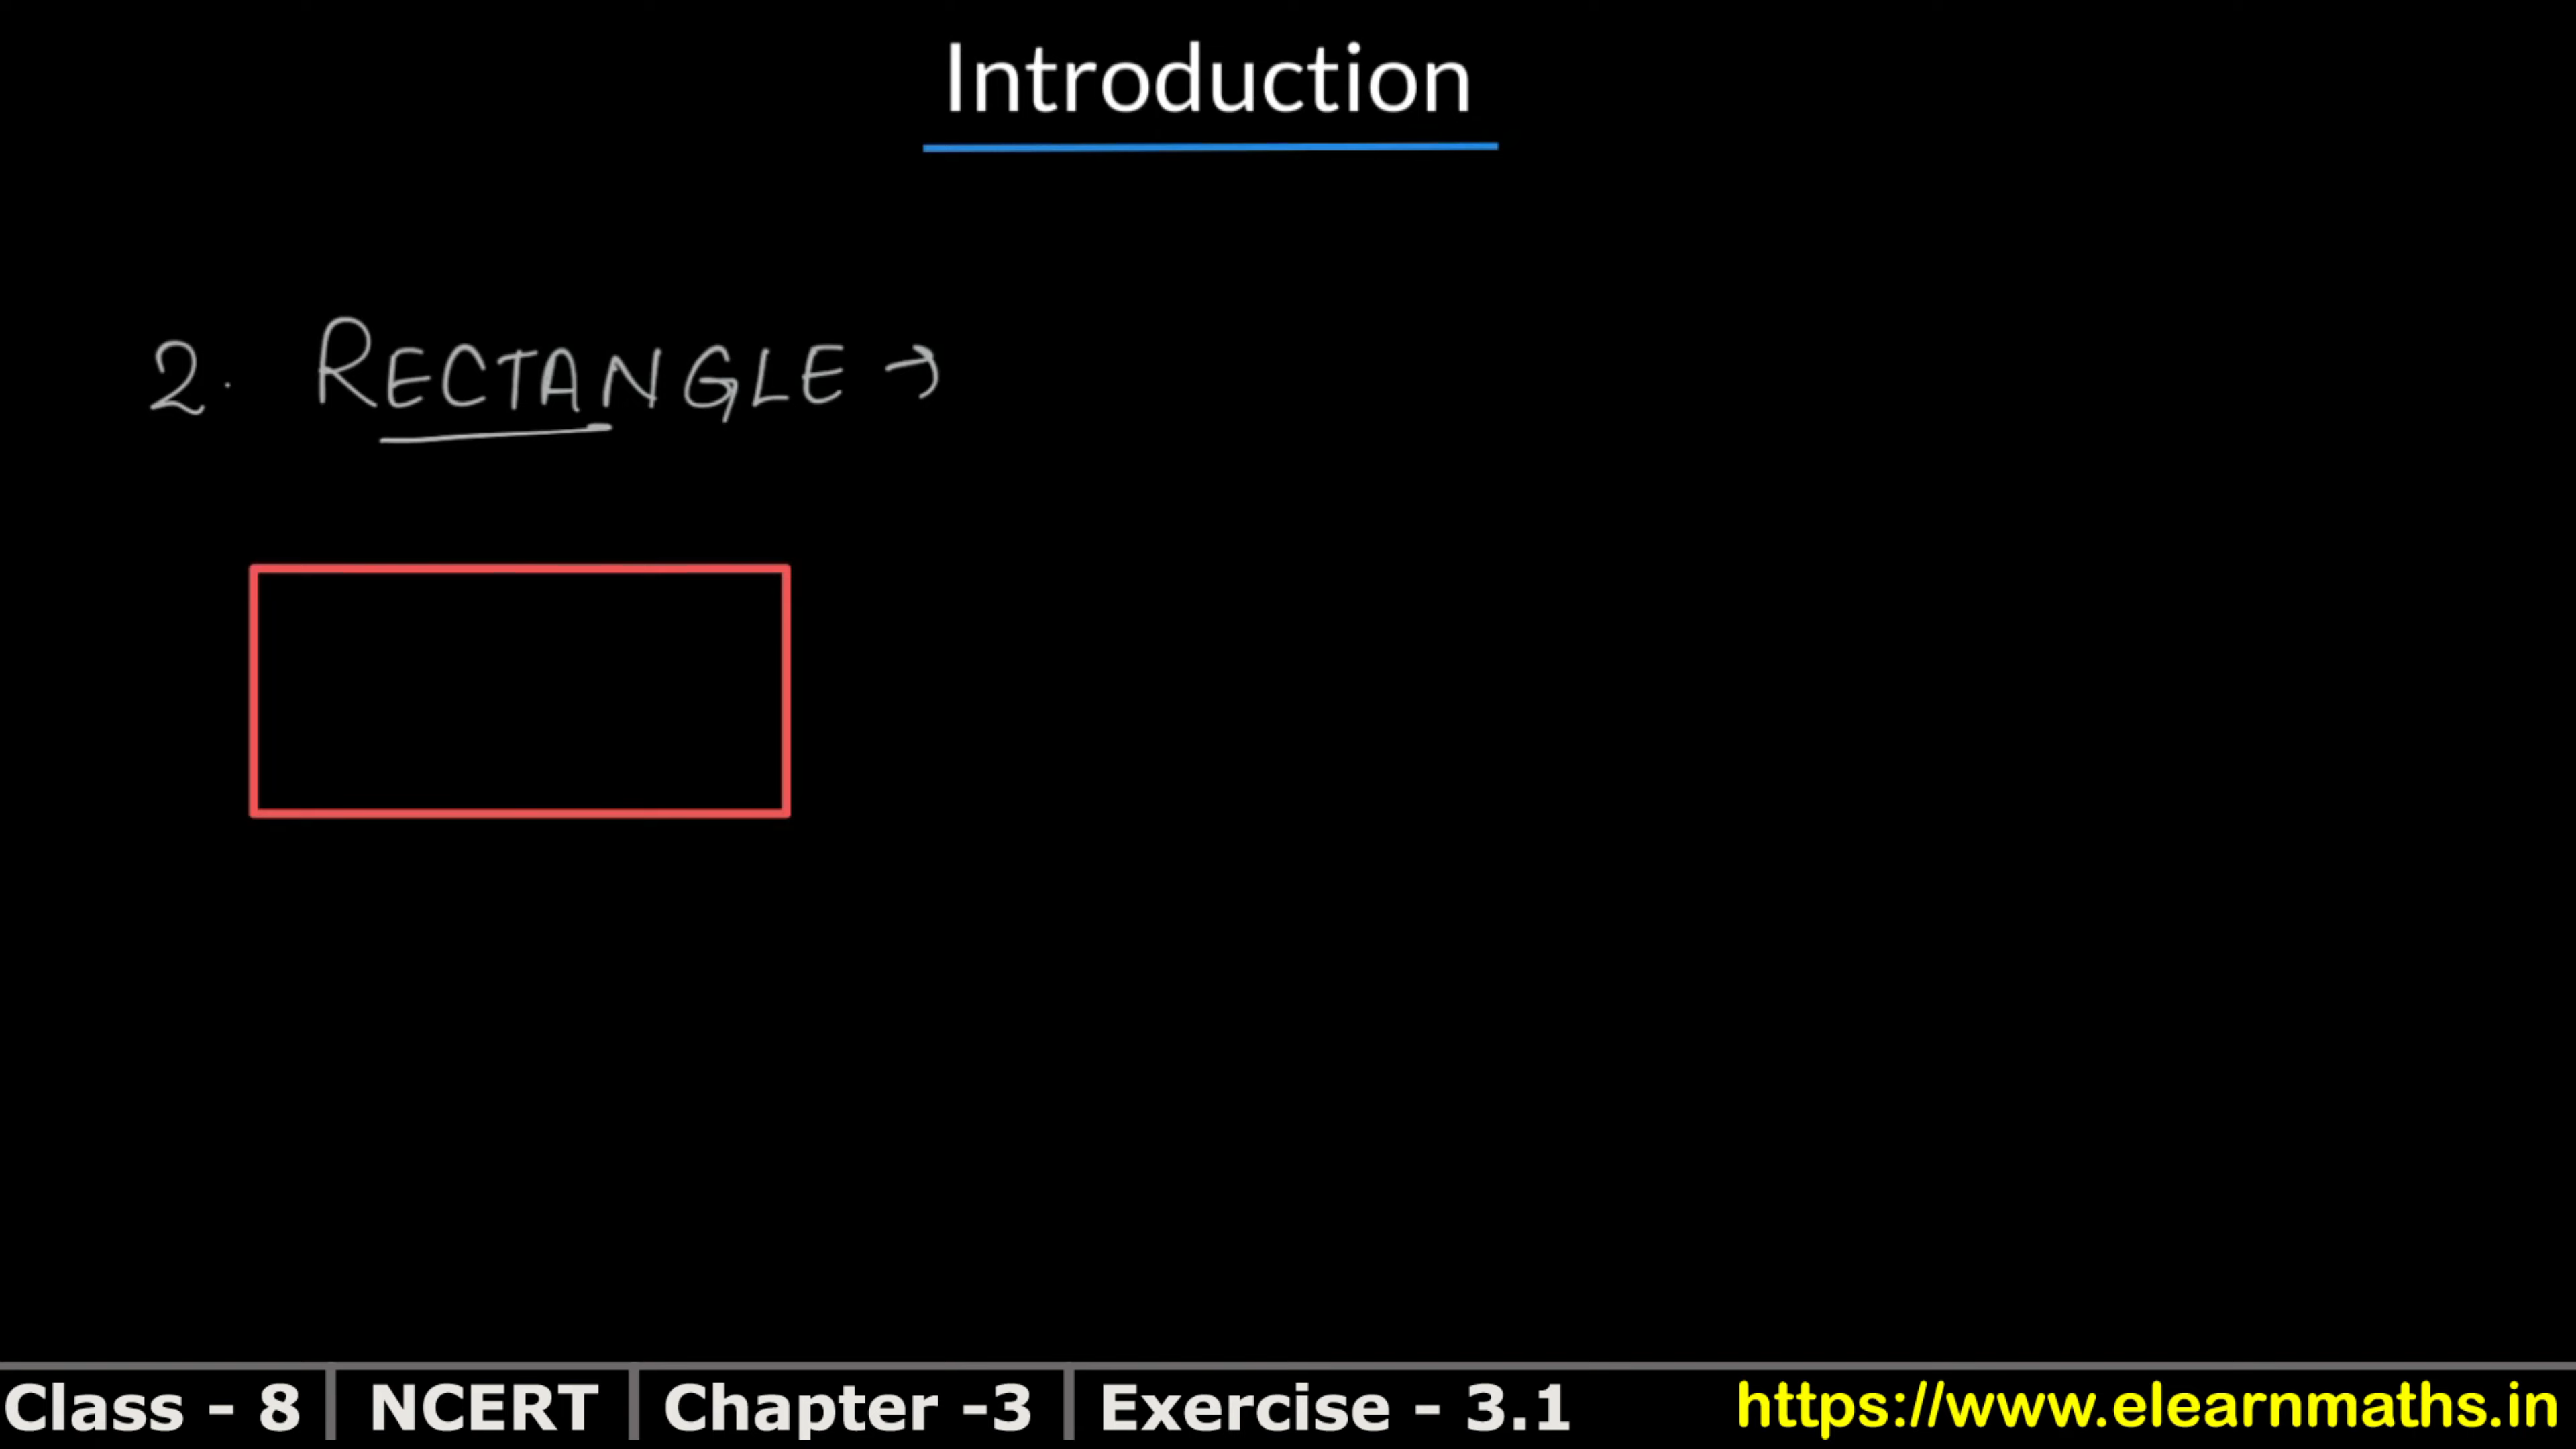 Introduction
2. RECTANGLE →
Class - 8 | NCERT | Chapter -3 | Exercise - 3.1 https://www.elearnmaths.in